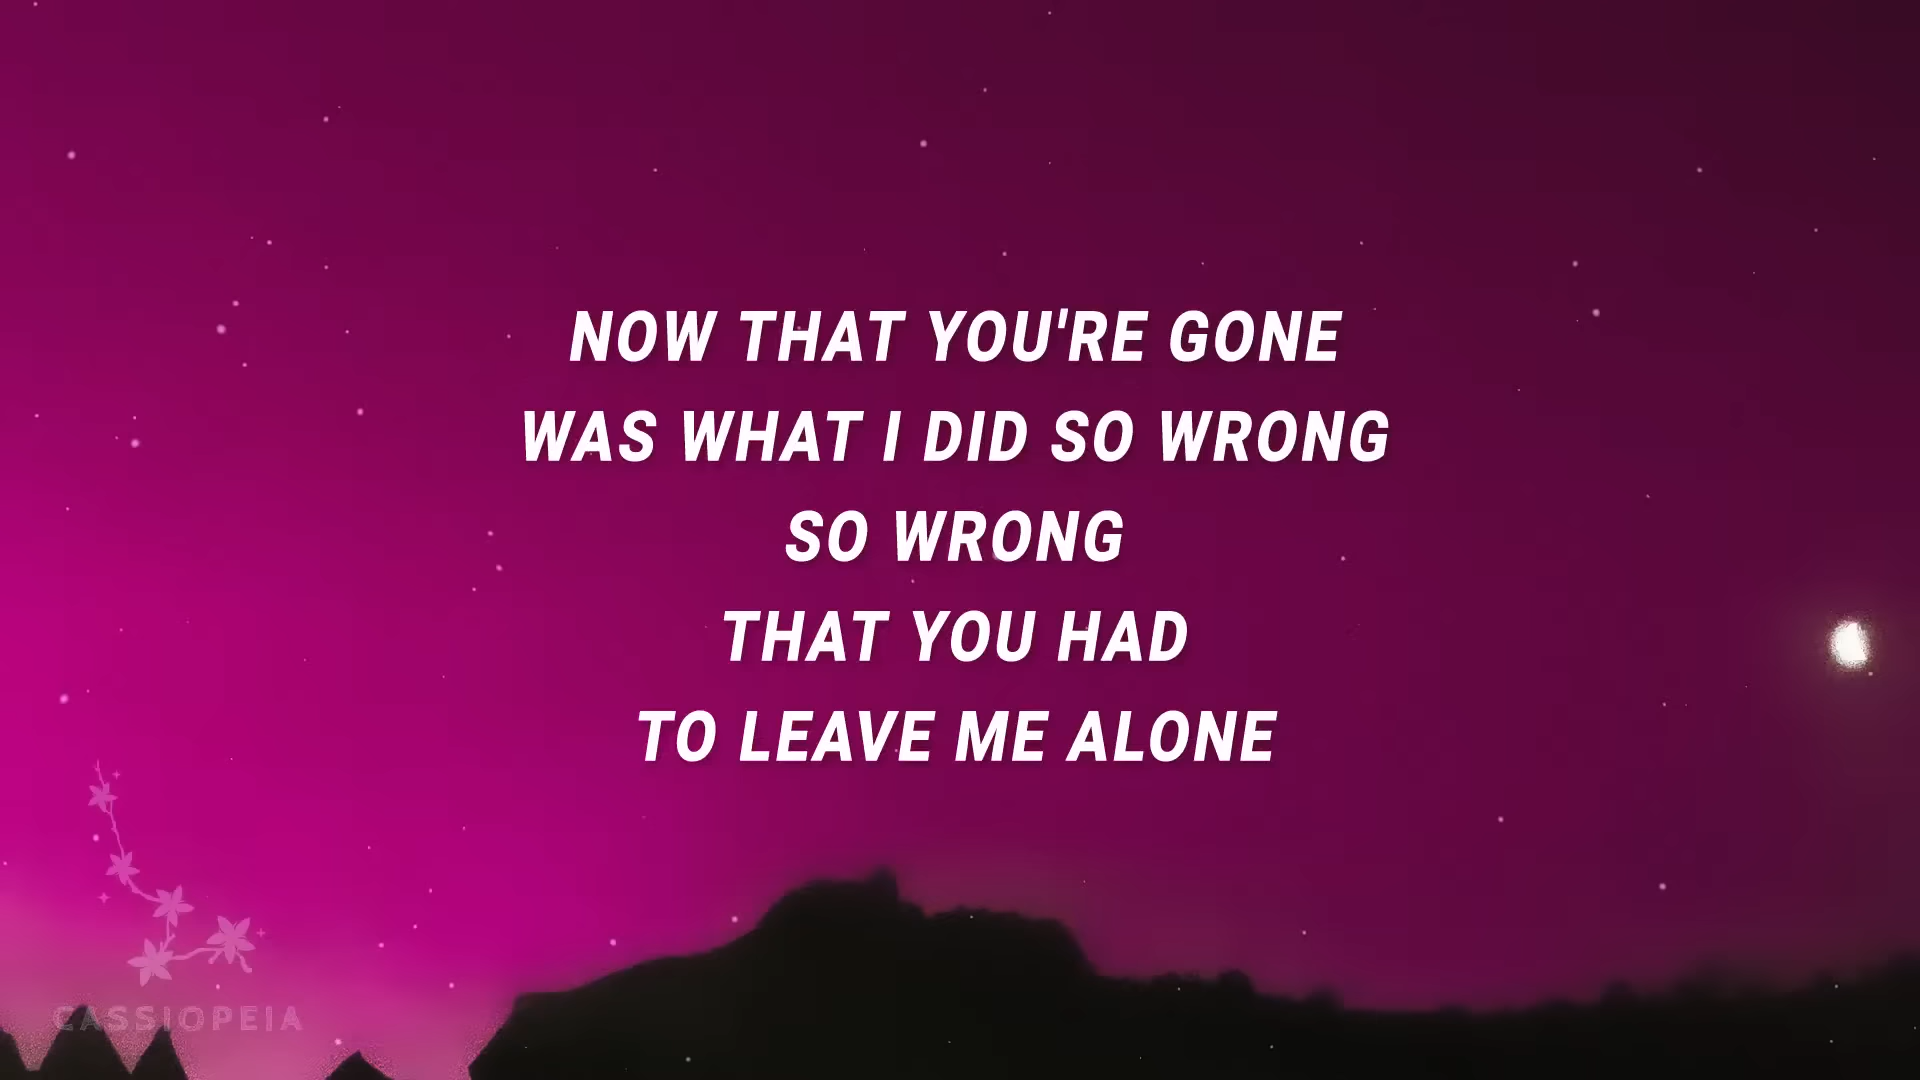 NOW THAT YOU'RE GONE
WAS WHAT I DID SO WRONG
SO WRONG
THAT YOU HAD
TO LEAVE ME ALONE
CASSIOPEIA